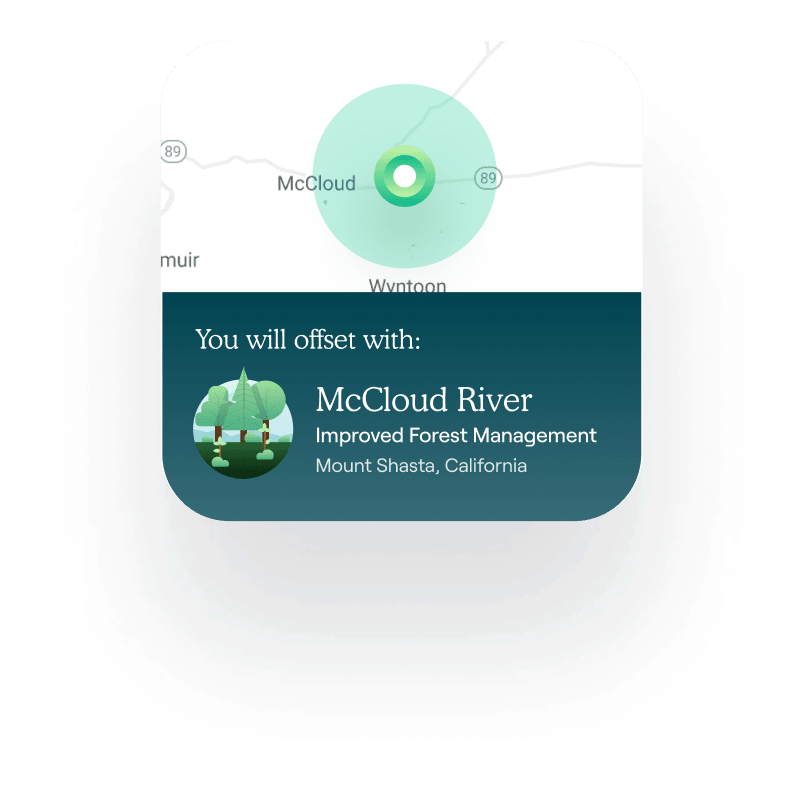 89
McCloud
89
muir
Wyntoon
You will offset with:
McCloud River
Improved Forest Management
Mount Shasta, California